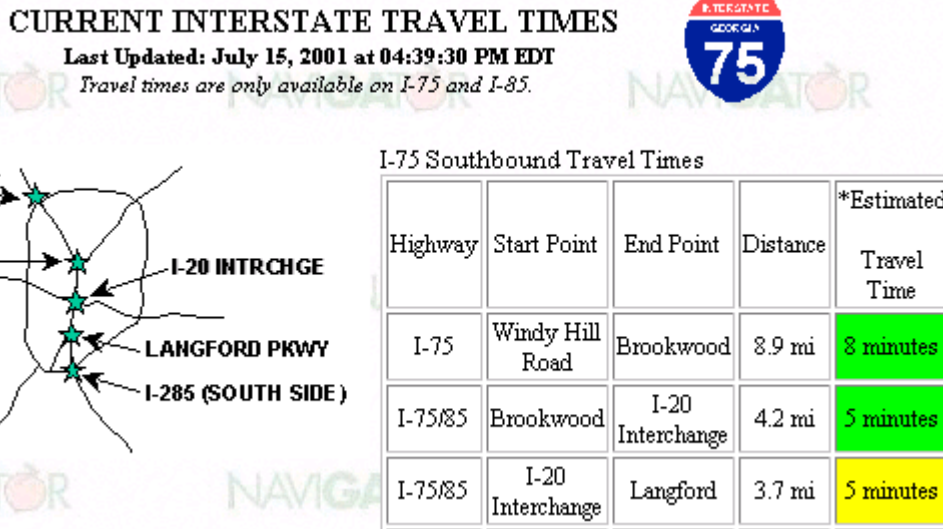 CURRENT INTERSTATE TRAVEL TIMES
Last Updated: July 15, 2001 at 04:39:30 PM EDT
Travel times are only available on I-75 and I-85.
INTERSTATE
GEORGIA
75
NAVIGATOR
NAVIGATOR
I-20 INTRCHGE
LANGFORD PKWY
I-285 (SOUTH SIDE)
I-75 Southbound Travel Times
Highway Start Point End Point Distance *Estimated
Travel
Time
I-75 Windy Hill
Road Brookwood 8.9 mi 8 minutes
I-75/85 Brookwood I-20
Interchange 4.2 mi 5 minutes
I-75/85 I-20
Interchange Langford 3.7 mi 5 minutes